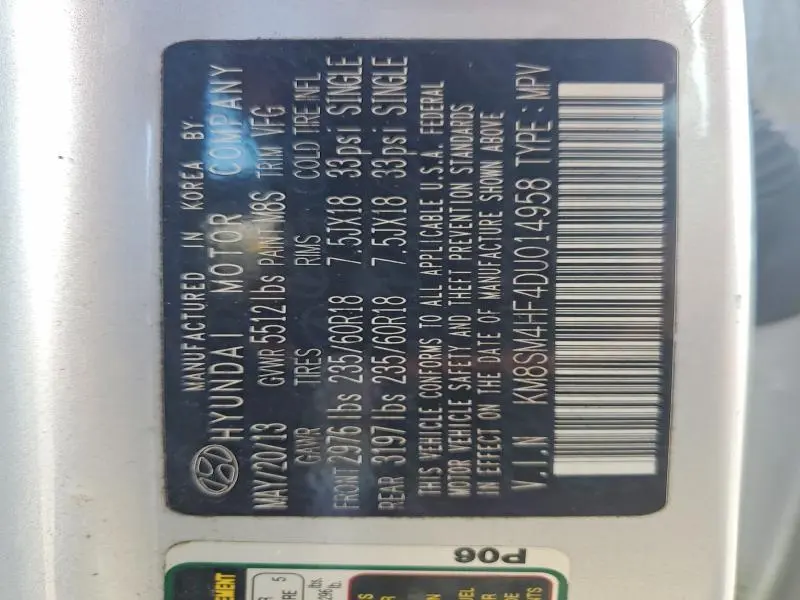 MANUFACTURED IN KOREA BY:
HYUNDAI MOTOR COMPANY
MAY/20/13 GVWR 5512 lbs PAINT M8S TRIM VFG
GAWR TIRES RIMS COLD TIRE INFL
FRONT 2976 lbs 235/60R18 7.5JX18 33psi SINGLE
REAR 3197 lbs 235/60R18 7.5JX18 33psi SINGLE
THIS VEHICLE CONFORMS TO ALL APPLICABLE U.S.A. FEDERAL
MOTOR VEHICLE SAFETY AND THEFT PREVENTION STANDARDS
IN EFFECT ON THE DATE OF MANUFACTURE SHOWN ABOVE
V.I.N KM8SM4HF4DU014958 TYPE : MPV
P06